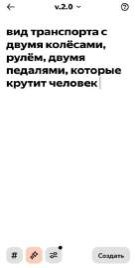 v.2.0
вид транспорта с
двумя колёсами,
рулём, двумя
педалями, которые
крутит человек
#
Создать